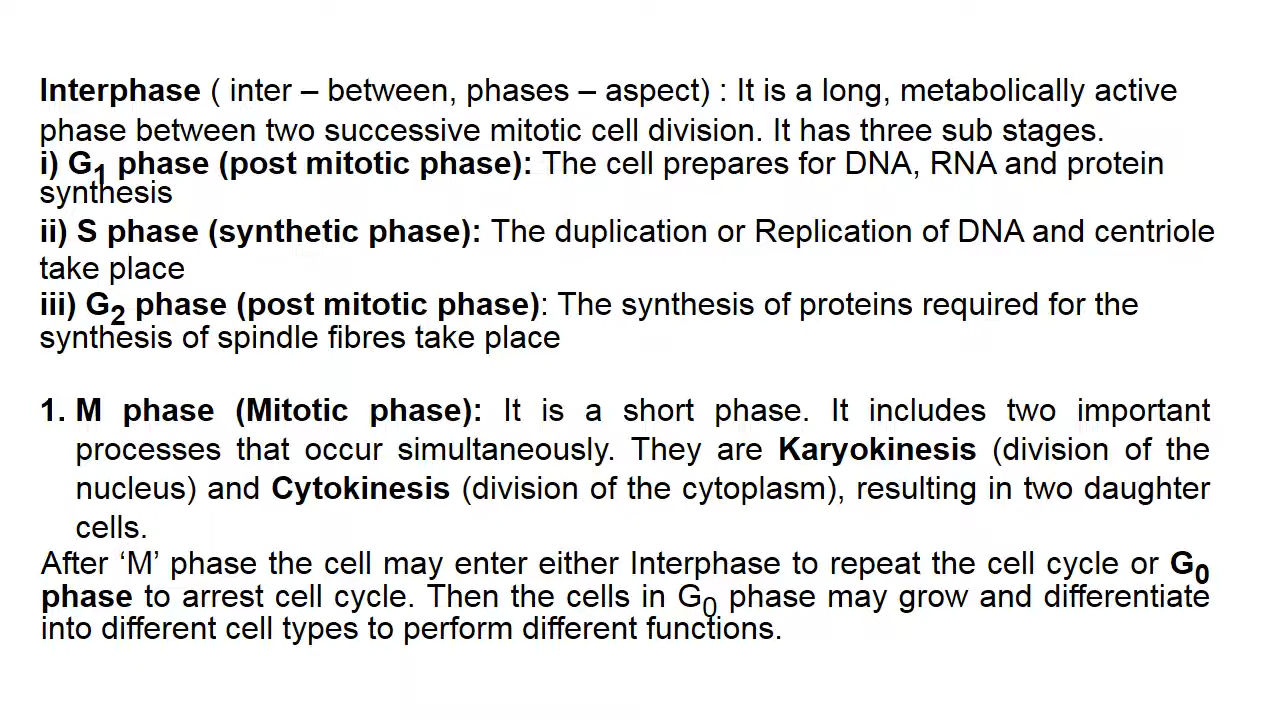 Interphase ( inter – between, phases – aspect) : It is a long, metabolically active
phase between two successive mitotic cell division. It has three sub stages.
i) G1 phase (post mitotic phase): The cell prepares for DNA, RNA and protein
synthesis
ii) S phase (synthetic phase): The duplication or Replication of DNA and centriole
take place
iii) G2 phase (post mitotic phase): The synthesis of proteins required for the
synthesis of spindle fibres take place
1. M phase (Mitotic phase): It is a short phase. It includes two important
processes that occur simultaneously. They are Karyokinesis (division of the
nucleus) and Cytokinesis (division of the cytoplasm), resulting in two daughter
cells.
After ‘M’ phase the cell may enter either Interphase to repeat the cell cycle or G0
phase to arrest cell cycle. Then the cells in G0 phase may grow and differentiate
into different cell types to perform different functions.